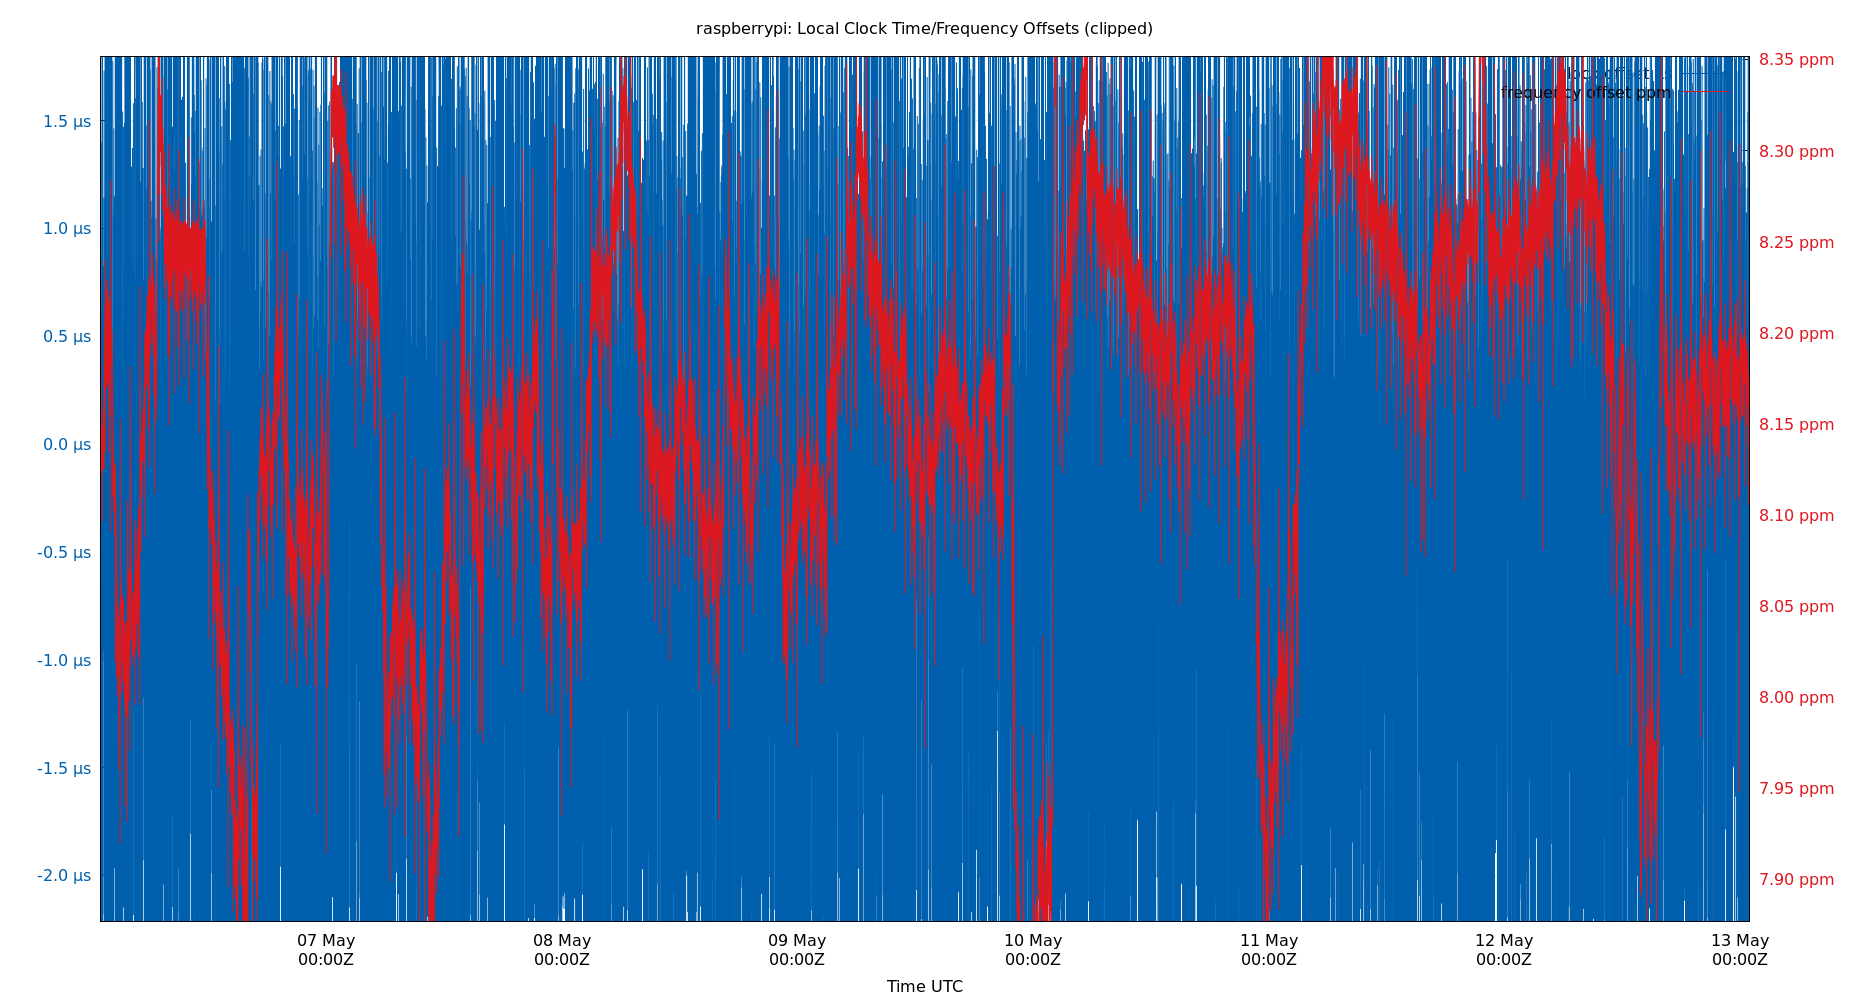 raspberrypi: Local Clock Time/Frequency Offsets (clipped)
8.35 ppm
frequency offset ppm
1.5 µs
8.30 ppm
1.0 µs
8.25 ppm
0.5 µs
8.20 ppm
0.0 µs
8.15 ppm
-0.5 µs
8.10 ppm
8.05 ppm
-1.0 µs
8.00 ppm
-1.5 µs
7.95 ppm
-2.0 µs
7.90 ppm
07 May
00:00Z
08 May
00:00Z
09 May
00:00Z
10 May
00:00Z
11 May
00:00Z
12 May
00:00Z
13 May
00:00Z
Time UTC